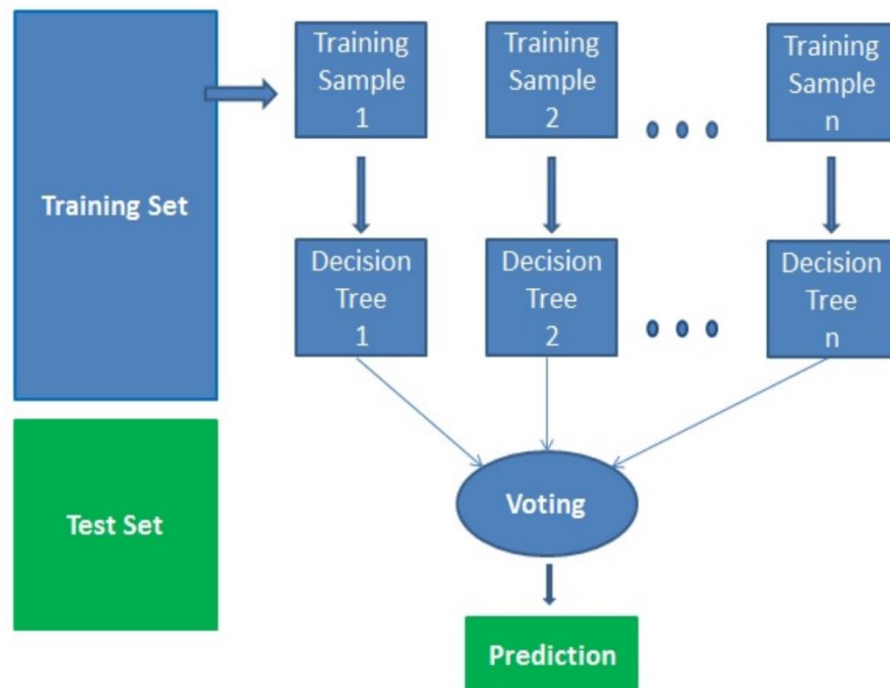 Training Set
Test Set
Training
Sample
1
Training
Sample
2
Training
Sample
n
Decision
Tree
1
Decision
Tree
2
Decision
Tree
n
Voting
Prediction